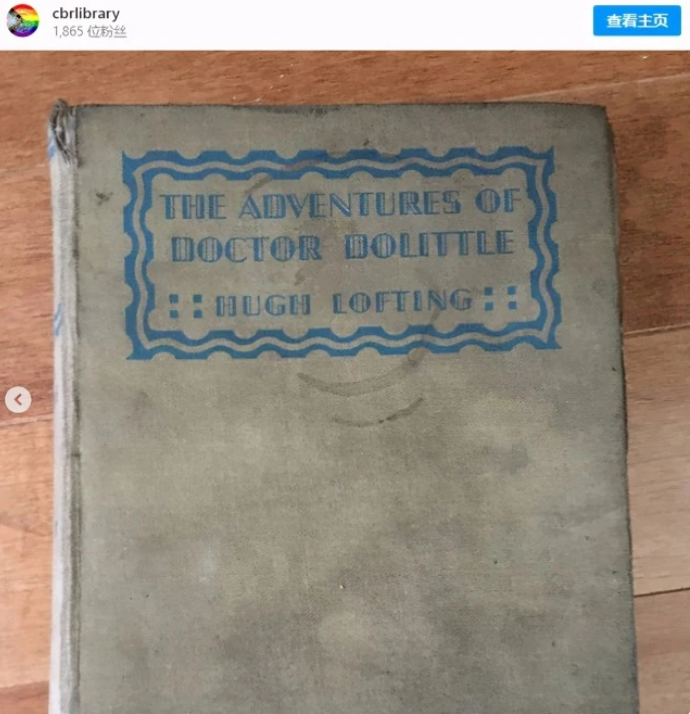 cbrlibrary
1,865 位粉丝
查看主页
THE ADVENTURES OF
DOCTOR DOLITTLE
HUGH LOFTING